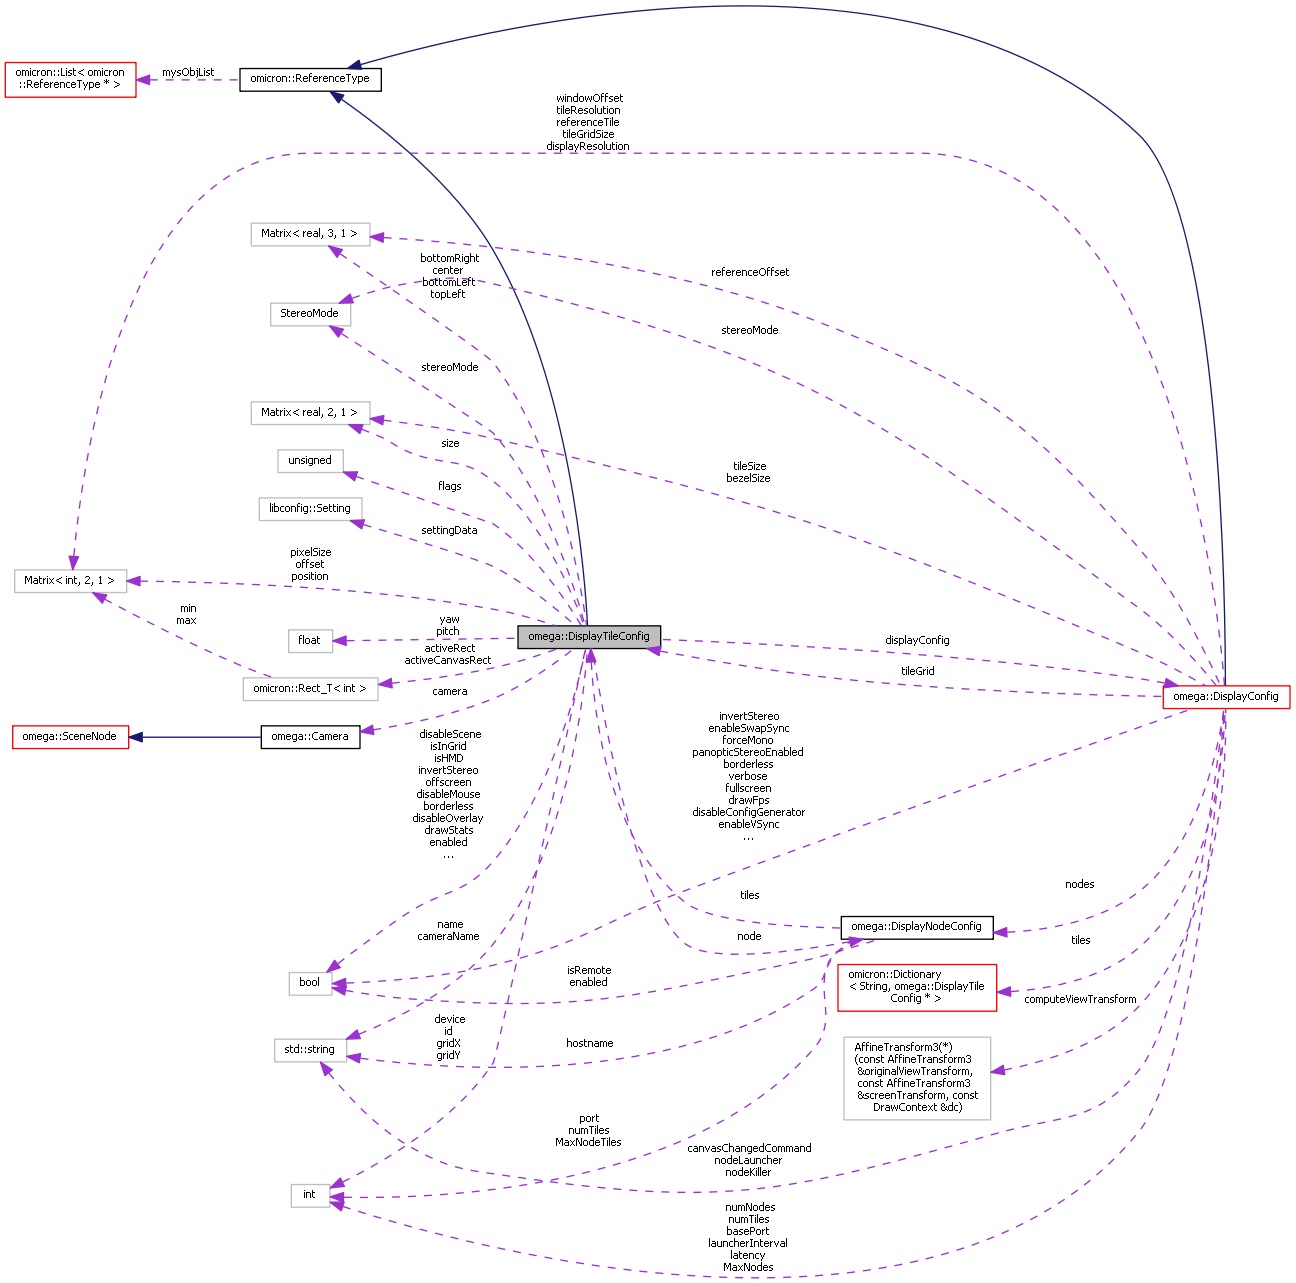 omicron::List< omicron
::ReferenceType * >
mysObjList
omicron::ReferenceType
windowOffset
tileResolution
referenceTile
tileGridSize
displayResolution
Matrix< real, 3, 1 >
bottomRight
center
bottomLeft
topLeft
referenceOffset
StereoMode
stereoMode
stereoMode
Matrix< real, 2, 1 >
size
tileSize
bezelSize
unsigned
flags
libconfig::Setting
settingData
Matrix< int, 2, 1 >
pixelSize
offset
position
min
max
float
yaw
pitch
omega::DisplayTileConfig
displayConfig
activeRect
activeCanvasRect
tileGrid
omicron::Rect_T< int >
camera
omega::DisplayConfig
omega::SceneNode
omega::Camera
disableScene
isInGrid
isHMD
invertStereo
offscreen
disableMouse
borderless
disableOverlay
drawStats
enabled
...
invertStereo
enableSwapSync
forceMono
panopticStereoEnabled
borderless
verbose
fullscreen
drawFps
disableConfigGenerator
enableVSync
...
tiles
nodes
name
cameraName
node
omega::DisplayNodeConfig
tiles
bool
isRemote
enabled
omicron::Dictionary
< String, omega::DisplayTile
Config * >
computeViewTransform
device
id
gridX
gridY
std::string
hostname
AffineTransform3(*)
(const AffineTransform3
&originalViewTransform,
const AffineTransform3
&screenTransform, const
DrawContext &dc)
port
numTiles
MaxNodeTiles
canvasChangedCommand
nodeLauncher
nodeKiller
int
numNodes
numTiles
basePort
launcherInterval
latency
MaxNodes